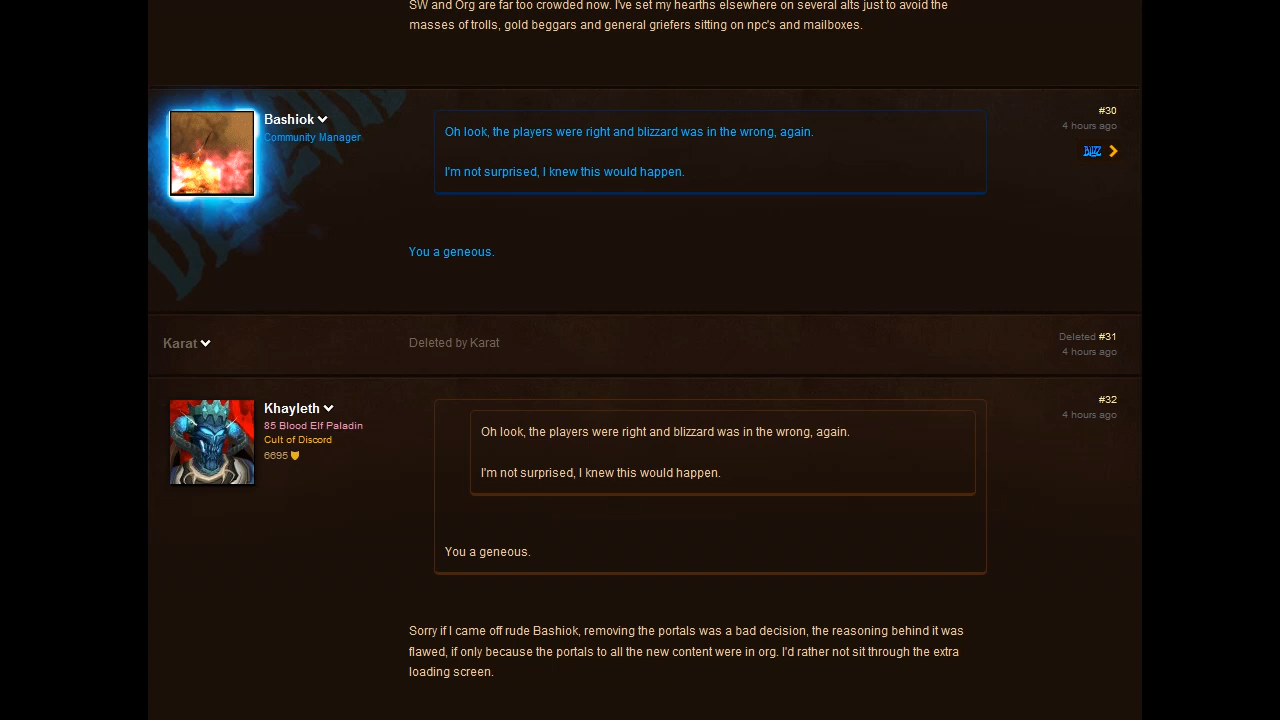 SW and Org are far too crowded now. I've set my hearths elsewhere on several alts just to avoid the
masses of trolls, gold beggars and general griefers sitting on npc's and mailboxes.
Bashiok
Community Manager
Oh look, the players were right and blizzard was in the wrong, again.
I'm not surprised, I knew this would happen.
You a geneous.
#30
4 hours ago
BLIZZ
Karat
Deleted by Karat
Deleted #31
4 hours ago
Khayleth
85 Blood Elf Paladin
Cult of Discord
6695
Oh look, the players were right and blizzard was in the wrong, again.
I'm not surprised, I knew this would happen.
You a geneous.
#32
4 hours ago
Sorry if I came off rude Bashiok, removing the portals was a bad decision, the reasoning behind it was
flawed, if only because the portals to all the new content were in org. I'd rather not sit through the extra
loading screen.